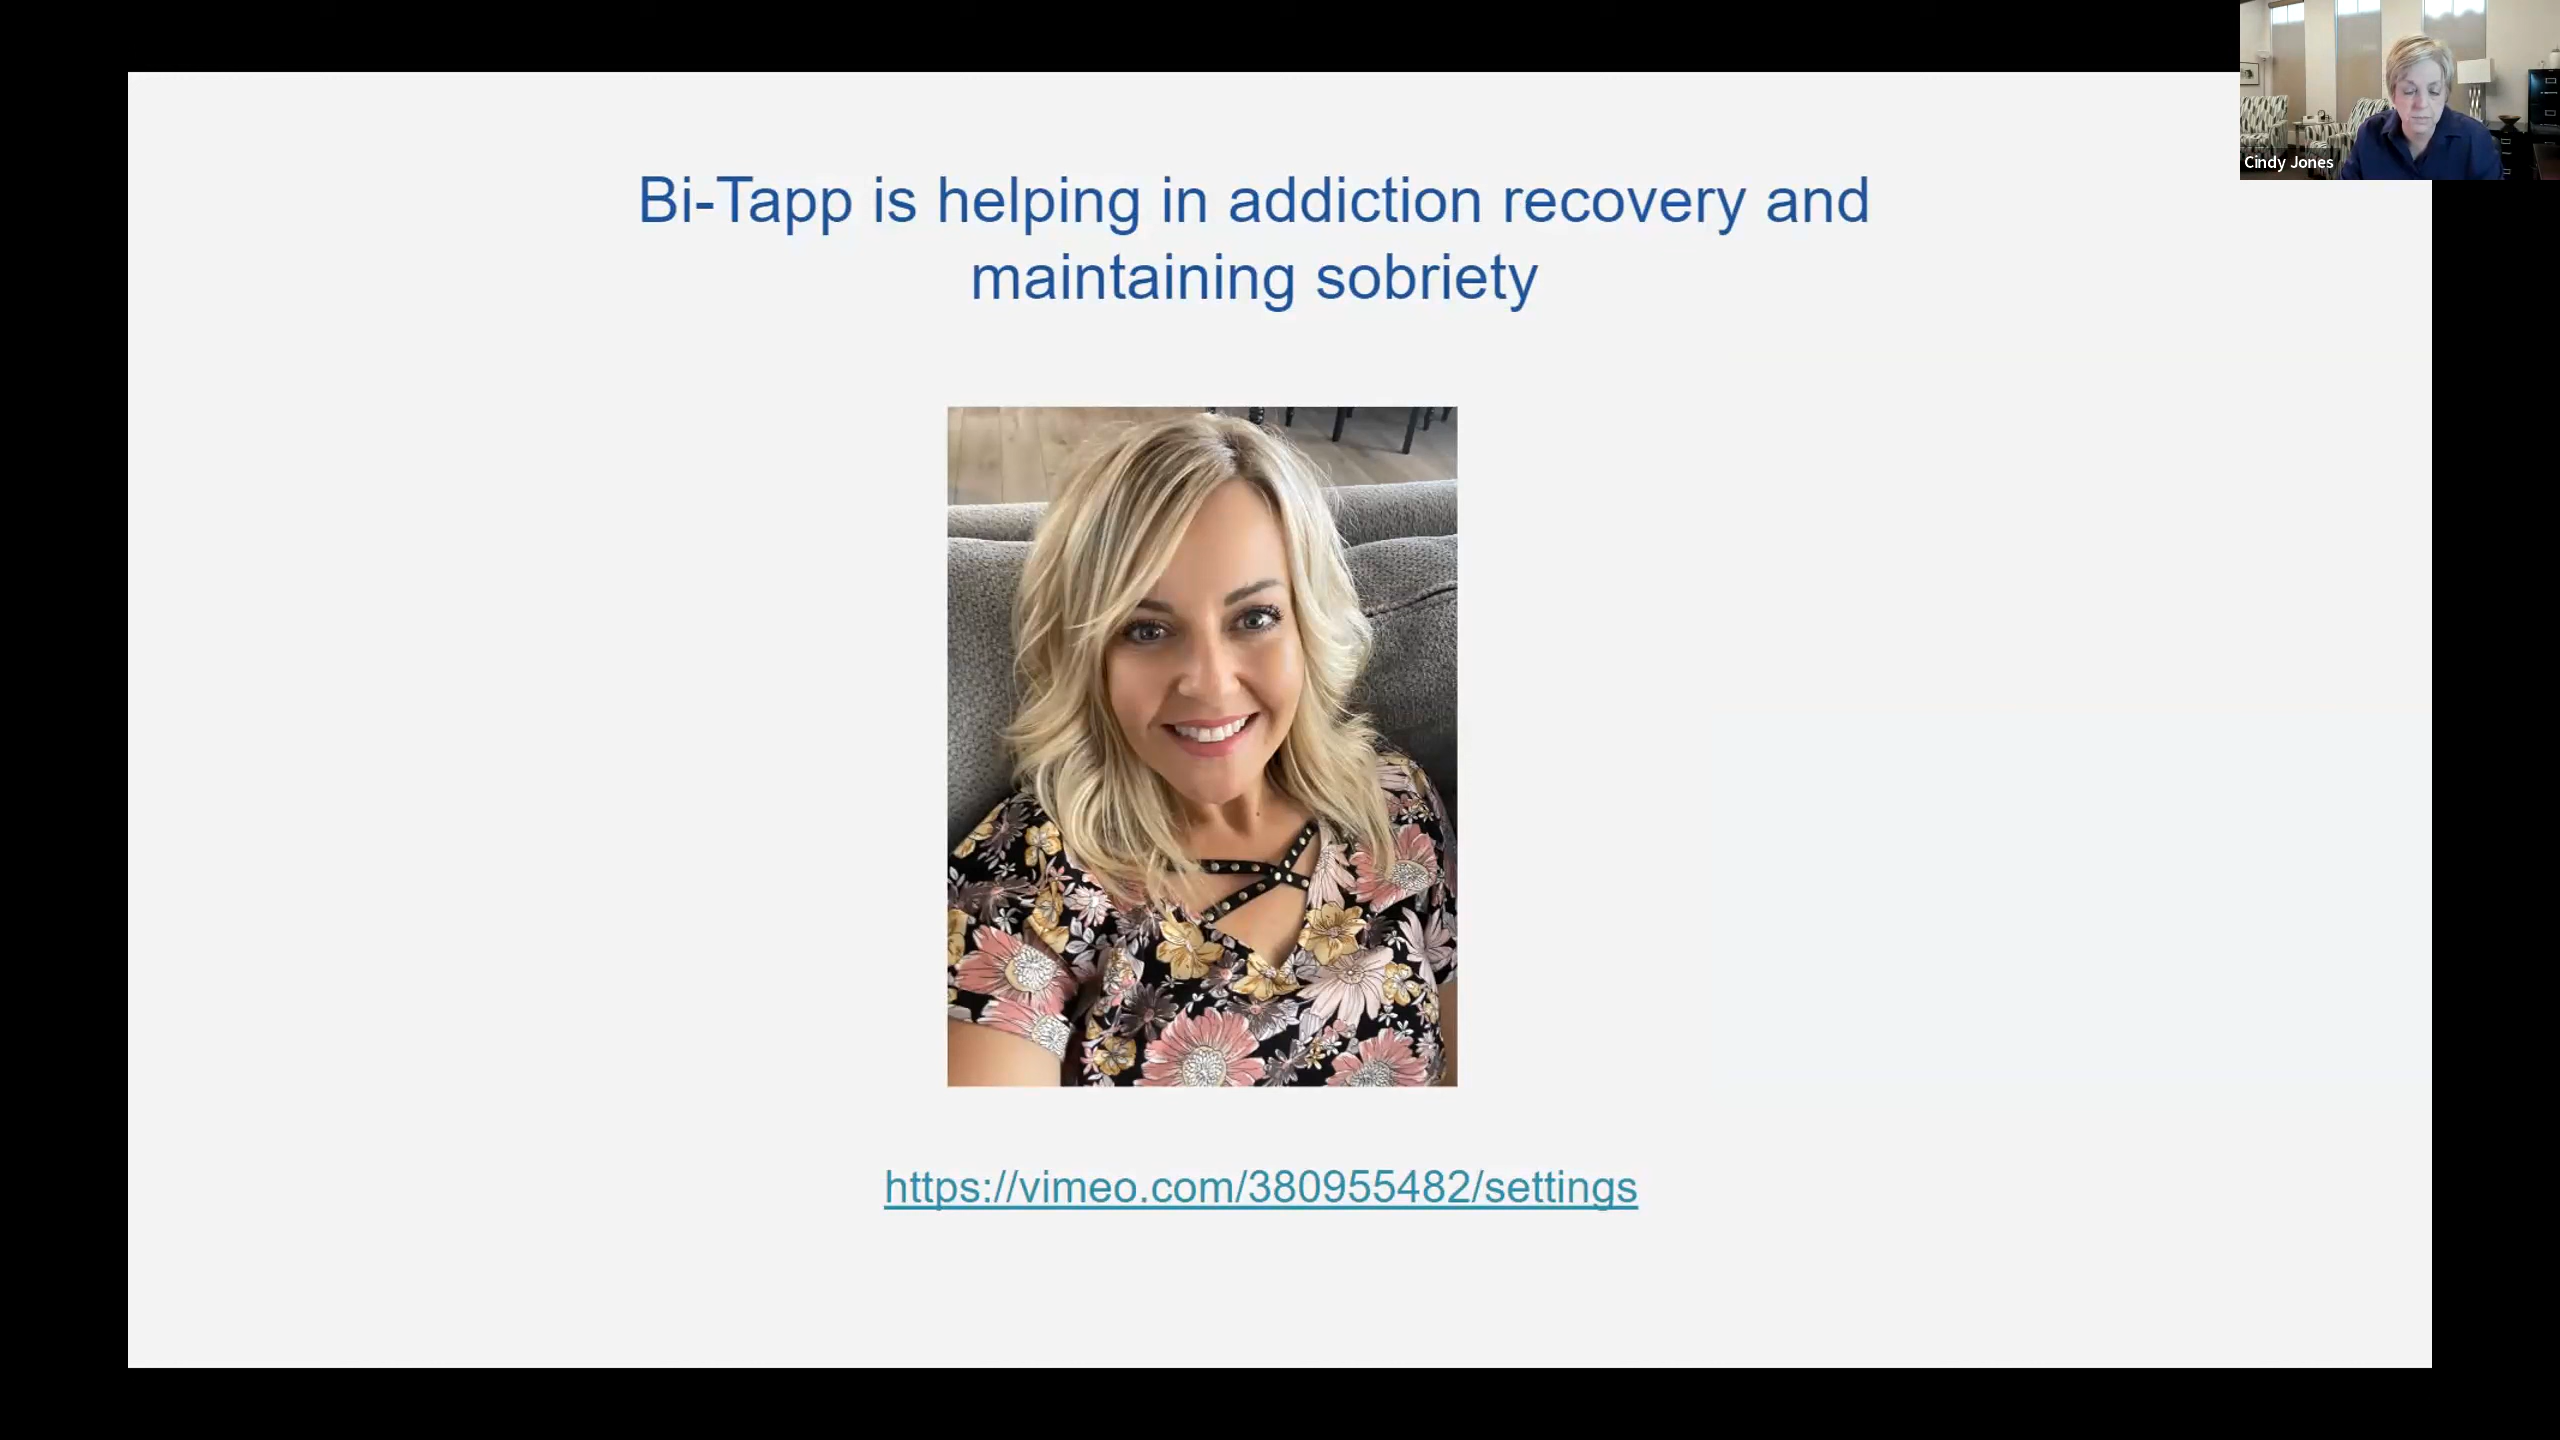 Cindy Jones
Bi-Tapp is helping in addiction recovery and
maintaining sobriety
https://vimeo.com/380955482/settings